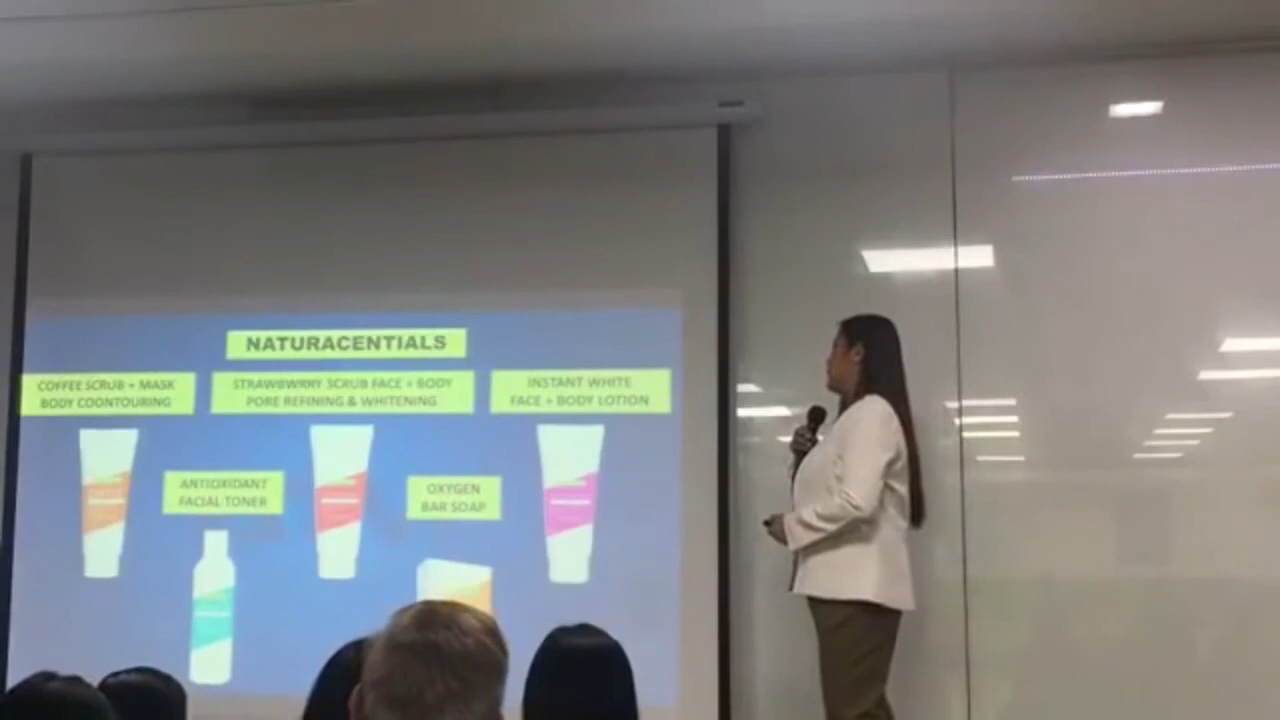 NATURACENTIALS
COFFEE SCRUB + MASK
BODY COONTOURING
STRAWBWRRY SCRUB FACE + BODY
PORE REFINING & WHITENING
INSTANT WHITE
FACE + BODY LOTION
ANTIOXIDANT
FACIAL TONER
OXYGEN
BAR SOAP